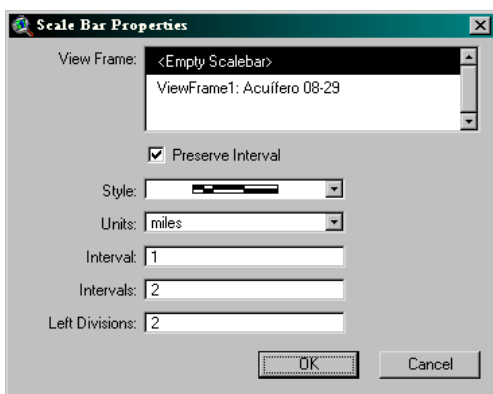 Scale Bar Properties
View Frame: <Empty Scalebar>
ViewFrame1: Acuífero 08-29
Preserve Interval
Style:
Units: miles
Interval: 1
Intervals: 2
Left Divisions: 2
OK Cancel